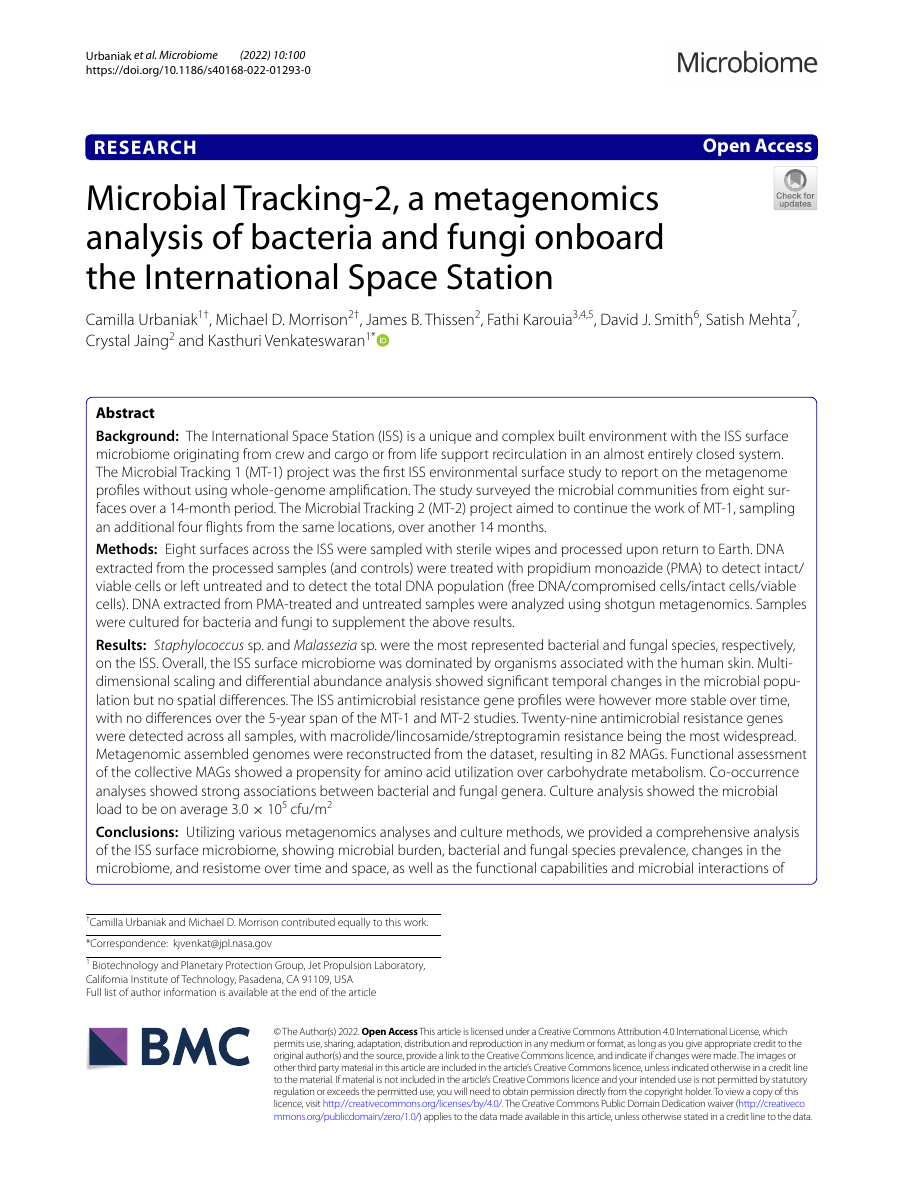 Urbaniak et al. Microbiome (2022) 10:100
https://doi.org/10.1186/s40168-022-01293-0
Microbiome
RESEARCH
Open Access
Check for
updates
Microbial Tracking-2, a metagenomics
analysis of bacteria and fungi onboard
the International Space Station
Camilla Urbaniak1†, Michael D. Morrison2†, James B. Thissen2, Fathi Karouia3,4,5, David J. Smith6, Satish Mehta7,
Crystal Jaing2 and Kasthuri Venkateswaran1*
Abstract
Background: The International Space Station (ISS) is a unique and complex built environment with the ISS surface
microbiome originating from crew and cargo or from life support recirculation in an almost entirely closed system.
The Microbial Tracking 1 (MT-1) project was the first ISS environmental surface study to report on the metagenome
profiles without using whole-genome amplification. The study surveyed the microbial communities from eight sur-
faces over a 14-month period. The Microbial Tracking 2 (MT-2) project aimed to continue the work of MT-1, sampling
an additional four flights from the same locations, over another 14 months.
Methods: Eight surfaces across the ISS were sampled with sterile wipes and processed upon return to Earth. DNA
extracted from the processed samples (and controls) were treated with propidium monoazide (PMA) to detect intact/
viable cells or left untreated and to detect the total DNA population (free DNA/compromised cells/intact cells/viable
cells). DNA extracted from PMA-treated and untreated samples were analyzed using shotgun metagenomics. Samples
were cultured for bacteria and fungi to supplement the above results.
Results: Staphylococcus sp. and Malassezia sp. were the most represented bacterial and fungal species, respectively,
on the ISS. Overall, the ISS surface microbiome was dominated by organisms associated with the human skin. Multi-
dimensional scaling and differential abundance analysis showed significant temporal changes in the microbial popu-
lation but no spatial differences. The ISS antimicrobial resistance gene profiles were however more stable over time,
with no differences over the 5-year span of the MT-1 and MT-2 studies. Twenty-nine antimicrobial resistance genes
were detected across all samples, with macrolide/lincosamide/streptogramin resistance being the most widespread.
Metagenomic assembled genomes were reconstructed from the dataset, resulting in 82 MAGs. Functional assessment
of the collective MAGs showed a propensity for amino acid utilization over carbohydrate metabolism. Co-occurrence
analyses showed strong associations between bacterial and fungal genera. Culture analysis showed the microbial
load to be on average 3.0 × 10⁵ cfu/m²
Conclusions: Utilizing various metagenomics analyses and culture methods, we provided a comprehensive analysis
of the ISS surface microbiome, showing microbial burden, bacterial and fungal species prevalence, changes in the
microbiome, and resistome over time and space, as well as the functional capabilities and microbial interactions of
†Camilla Urbaniak and Michael D. Morrison contributed equally to this work.
*Correspondence: kjvenkat@jpl.nasa.gov
1 Biotechnology and Planetary Protection Group, Jet Propulsion Laboratory,
California Institute of Technology, Pasadena, CA 91109, USA
Full list of author information is available at the end of the article
BMC
© The Author(s) 2022. Open Access This article is licensed under a Creative Commons Attribution 4.0 International License, which
permits use, sharing, adaptation, distribution and reproduction in any medium or format, as long as you give appropriate credit to the
original author(s) and the source, provide a link to the Creative Commons licence, and indicate if changes were made. The images or
other third party material in this article are included in the article's Creative Commons licence, unless indicated otherwise in a credit line
to the material. If material is not included in the article's Creative Commons licence and your intended use is not permitted by statutory
regulation or exceeds the permitted use, you will need to obtain permission directly from the copyright holder. To view a copy of this
licence, visit http://creativecommons.org/licenses/by/4.0/. The Creative Commons Public Domain Dedication waiver (http://creativeco
mmons.org/publicdomain/zero/1.0/) applies to the data made available in this article, unless otherwise stated in a credit line to the data.